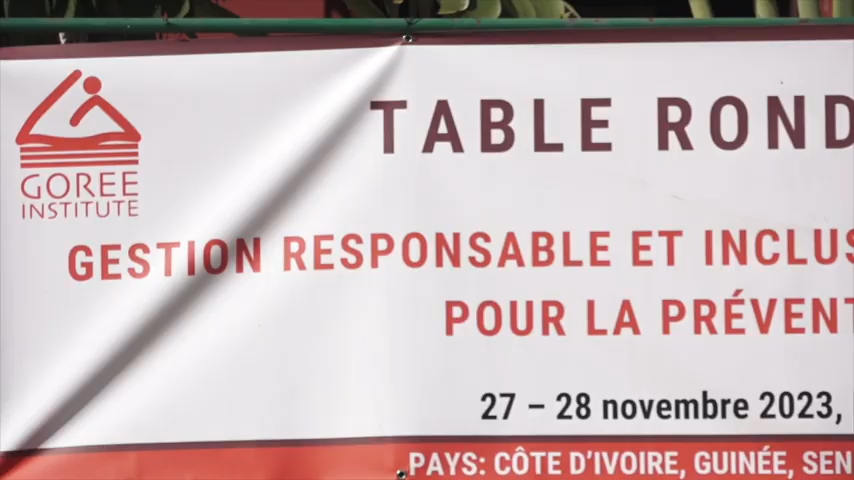 GOREE
INSTITUTE
TABLE ROND
GESTION RESPONSABLE ET INCLUS
POUR LA PRÉVENT
27 – 28 novembre 2023,
PAYS: CÔTE D'IVOIRE, GUINÉE, SEN